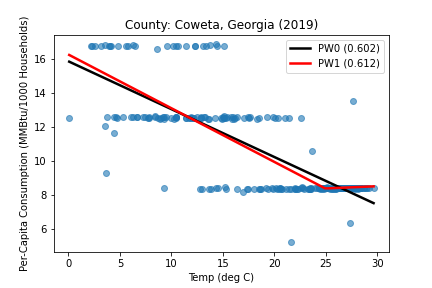 County: Coweta, Georgia (2019)
PW0 (0.602)
PW1 (0.612)
Per-Capita Consumption (MMBtu/1000 Households)
16
14
12
10
8
6
0
5
10
15
20
25
30
Temp (deg C)